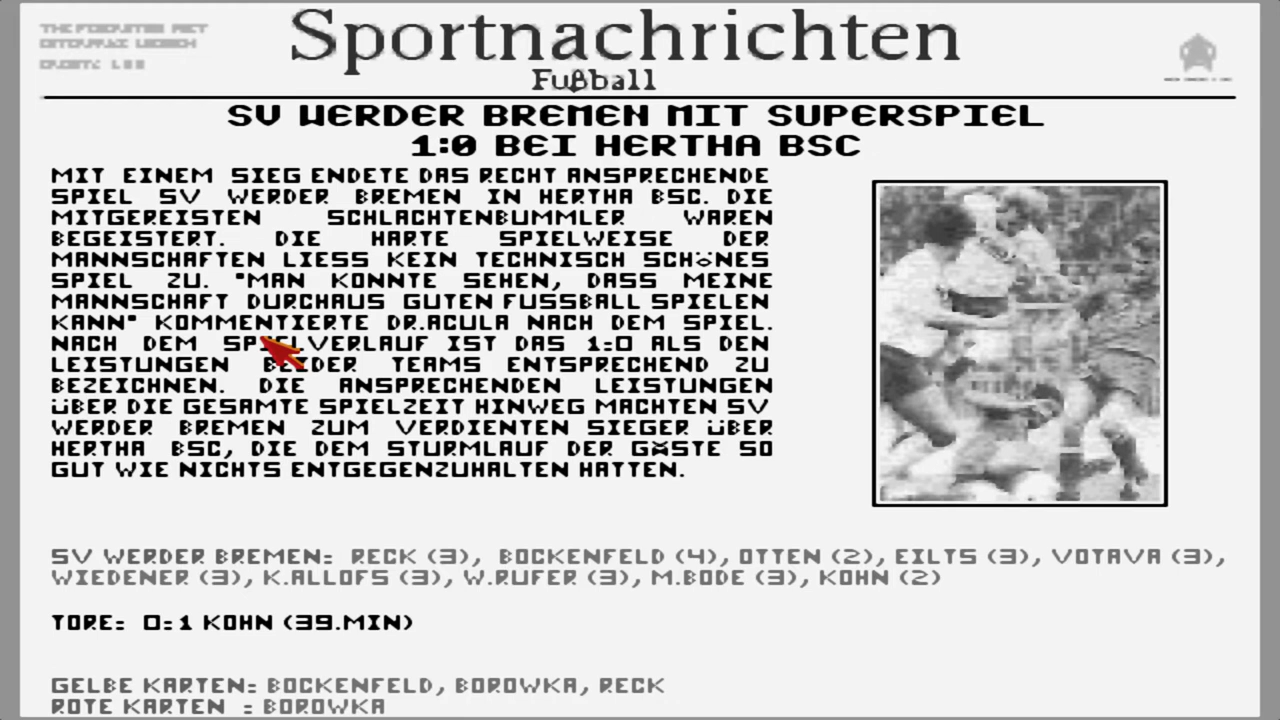 Sportnachrichten
Fußball
SV WERDER BREMEN MIT SUPERSPIEL
1:0 BEI HERTHA BSC
MIT EINEM SIEG ENDETE DAS RECHT ANSPRECHENDE
SPIEL SV WERDER BREMEN IN HERTHA BSC. DIE
MITGEREISTEN SCHLACHTENBUMMLER WAREN
BEGEISTERT. DIE HARTE SPIELWEISE DER
MANNSCHAFTEN LIESS KEIN TECHNISCH SCHÖNES
SPIEL ZU. "MAN KONNTE SEHEN, DASS MEINE
MANNSCHAFT DURCHAUS GUTEN FUSSBALL SPIELEN
KANN" KOMMENTIERTE DR.ACULA NACH DEM SPIEL.
NACH DEM SPIELVERLAUF IST DAS 1:0 ALS DEN
LEISTUNGEN BEIDER TEAMS ENTSPRECHEND ZU
BEZEICHNEN. DIE ANSPRECHENDEN LEISTUNGEN
ÜBER DIE GESAMTE SPIELZEIT HINWEG MACHTEN SV
WERDER BREMEN ZUM VERDIENTEN SIEGER ÜBER
HERTHA BSC, DIE DEM STURMLAUF DER GÄSTE SO
GUT WIE NICHTS ENTGEGENZUHALTEN HATTEN.
SV WERDER BREMEN: RECK (3), BOCKENFELD (4), OTTEN (2), EILTS (3), VOTAVA (3),
WIEDENER (3), K.ALLOFS (3), W.RUFER (3), M.BODE (3), KOHN (2)
TORE: 0:1 KOHN (39.MIN)
GELBE KARTEN: BOCKENFELD, BOROWKA, RECK
ROTE KARTEN : BOROWKA